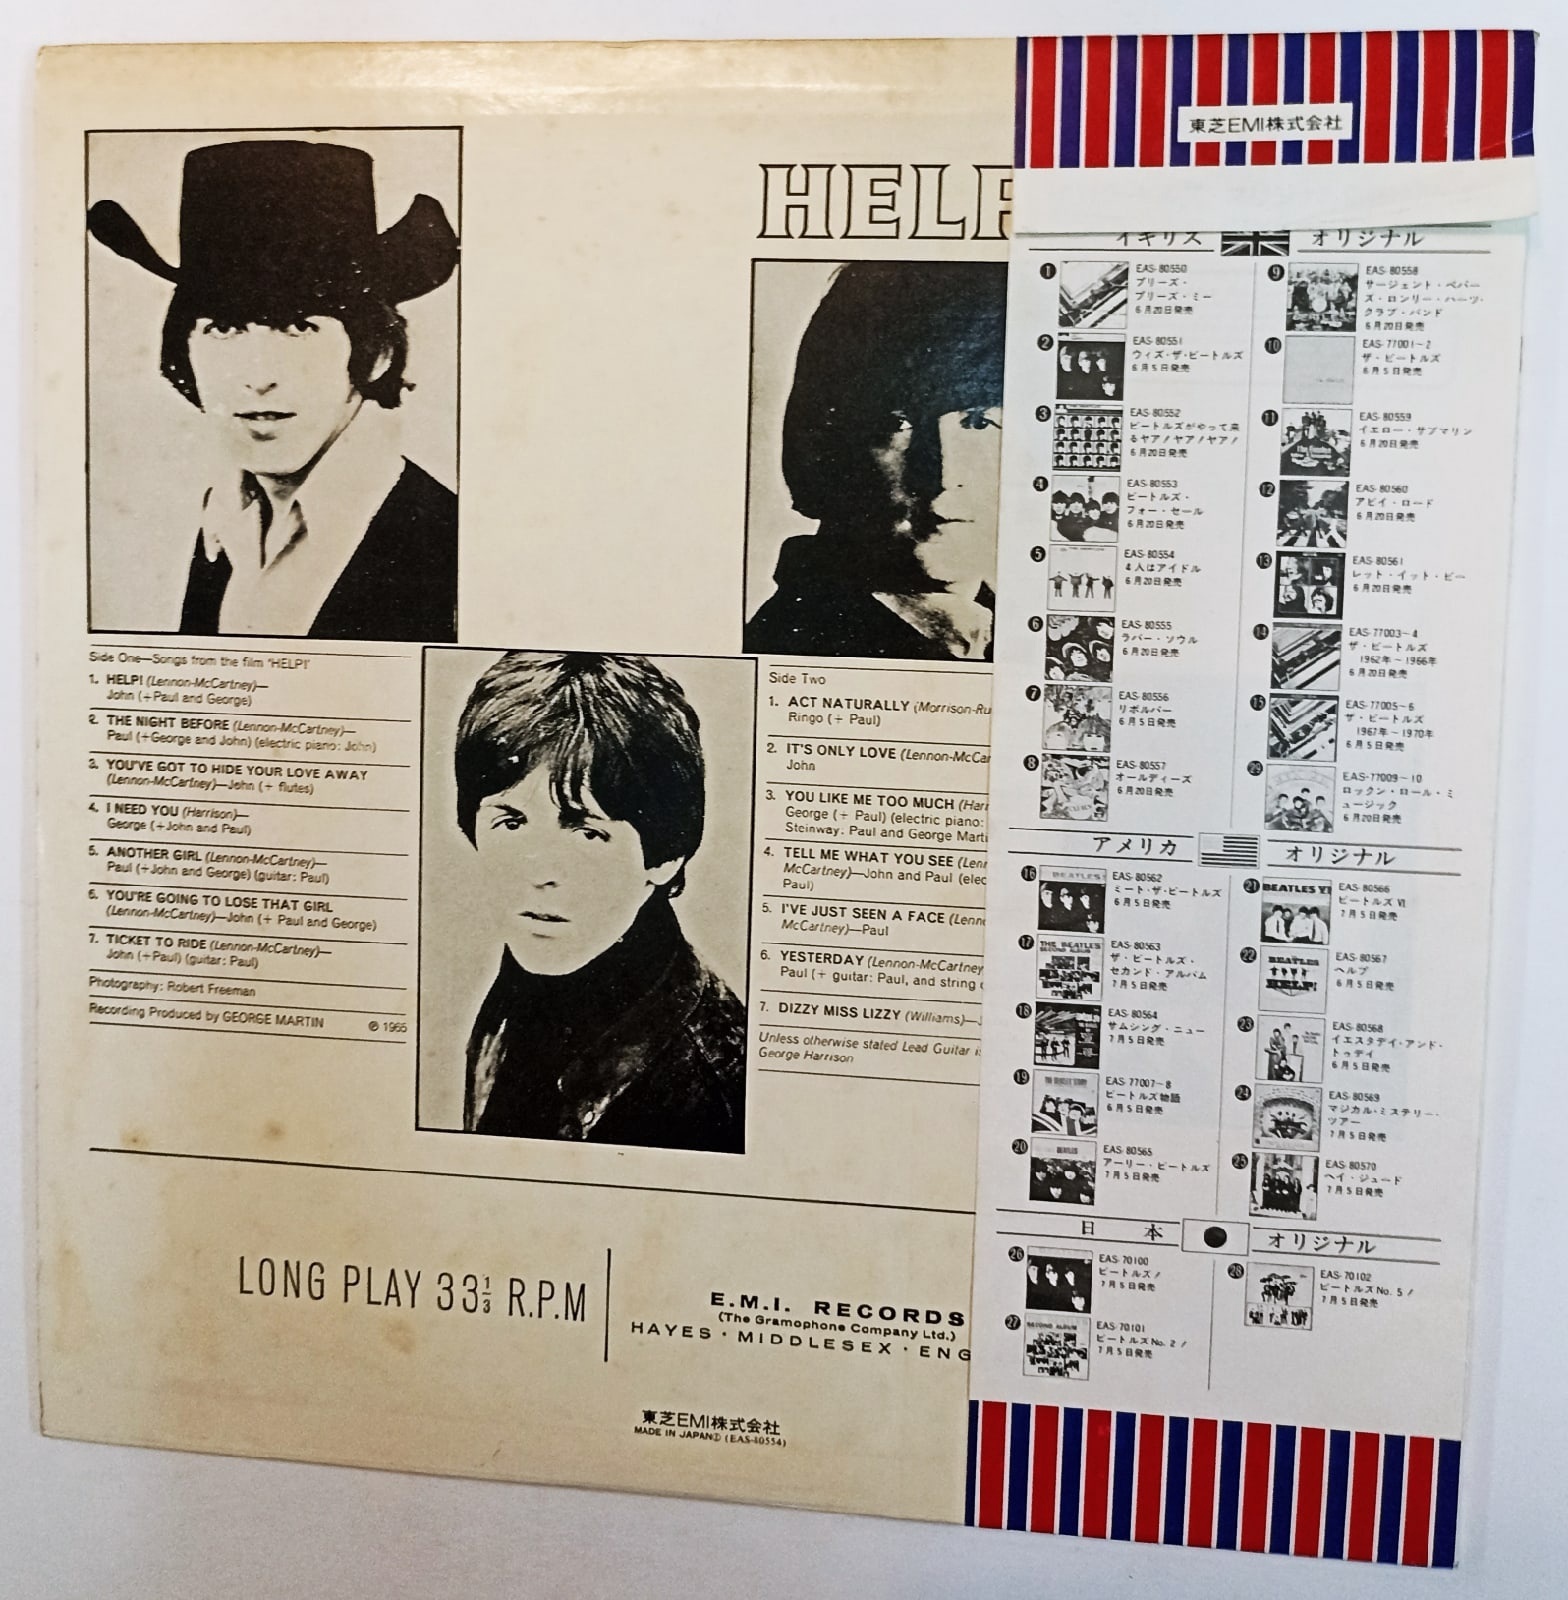 東芝EMI株式会社
HELP
Side One—Songs from the film 'HELP!'
1. HELP! (Lennon-McCartney)—
John (+Paul and George)
2. THE NIGHT BEFORE (Lennon-McCartney)—
Paul (+George and John) (electric piano: John)
3. YOU'VE GOT TO HIDE YOUR LOVE AWAY
(Lennon-McCartney)—John (+ flutes)
4. I NEED YOU (Harrison)—
George (+John and Paul)
5. ANOTHER GIRL (Lennon-McCartney)—
Paul (+John and George) (guitar: Paul)
6. YOU'RE GOING TO LOSE THAT GIRL
(Lennon-McCartney)—John (+ Paul and George)
7. TICKET TO RIDE (Lennon-McCartney)—
John (+Paul) (guitar: Paul)
Photography: Robert Freeman
Recording Produced by GEORGE MARTIN ℗ 1965
Side Two
1. ACT NATURALLY (Morrison-Ru
Ringo (+ Paul)
2. IT'S ONLY LOVE (Lennon-McCar
John
3. YOU LIKE ME TOO MUCH (Harr
George (+ Paul) (electric piano:
Steinway: Paul and George Marti
4. TELL ME WHAT YOU SEE (Lenn
McCartney)—John and Paul (elec
Paul)
5. I'VE JUST SEEN A FACE (Lenno
McCartney)—Paul
6. YESTERDAY (Lennon-McCartney
Paul (+ guitar: Paul, and string
7. DIZZY MISS LIZZY (Williams)—J
Unless otherwise stated Lead Guitar i
George Harrison
LONG PLAY 33⅓ R.P.M
E.M.I. RECORDS
(The Gramophone Company Ltd.)
HAYES · MIDDLESEX · ENG
東芝EMI株式会社
MADE IN JAPAN① (EAS-80554)
イギリス オリジナル
1 EAS-80550
プリーズ・
プリーズ・ミー
6月20日発売
2 EAS-80551
ウィズ・ザ・ビートルズ
6月5日発売
3 EAS-80552
ビートルズがやって来
るヤア!ヤア!ヤア!
6月20日発売
4 EAS-80553
ビートルズ・
フォー・セール
6月20日発売
5 EAS-80554
4人はアイドル
6月20日発売
6 EAS-80555
ラバー・ソウル
6月20日発売
7 EAS-80556
リボルバー
6月5日発売
8 EAS-80557
オールディーズ
6月20日発売
9 EAS-80558
サージェント・ペパー
ズ・ロンリー・ハーツ・
クラブ・バンド
6月20日発売
10 EAS-77001~2
ザ・ビートルズ
6月5日発売
11 EAS-80559
イエロー・サブマリン
6月20日発売
12 EAS-80560
アビイ・ロード
6月20日発売
13 EAS-80561
レット・イット・ビー
6月20日発売
14 EAS-77003~4
ザ・ビートルズ
1962年~1966年
6月20日発売
15 EAS-77005~6
ザ・ビートルズ
1967年~1970年
6月5日発売
29 EAS-77009~10
ロックン・ロール・ミ
ュージック
6月20日発売
アメリカ オリジナル
16 EAS-80562
ミート・ザ・ビートルズ
6月5日発売
17 EAS-80563
ザ・ビートルズ・
セカンド・アルバム
7月5日発売
18 EAS-80564
サムシング・ニュー
7月5日発売
19 EAS-77007~8
ビートルズ物語
6月5日発売
20 EAS-80565
アーリー・ビートルズ
7月5日発売
21 EAS-80566
ビートルズVI
7月5日発売
22 EAS-80567
ヘルプ
6月5日発売
23 EAS-80568
イエスタデイ・アンド・
トゥデイ
6月5日発売
24 EAS-80569
マジカル・ミステリー・
ツアー
7月5日発売
25 EAS-80570
ヘイ・ジュード
7月5日発売
日本 オリジナル
26 EAS-70100
ビートルズ!
7月5日発売
27 EAS-70101
ビートルズNo. 2!
7月5日発売
28 EAS-70102
ビートルズNo. 5!
7月5日発売